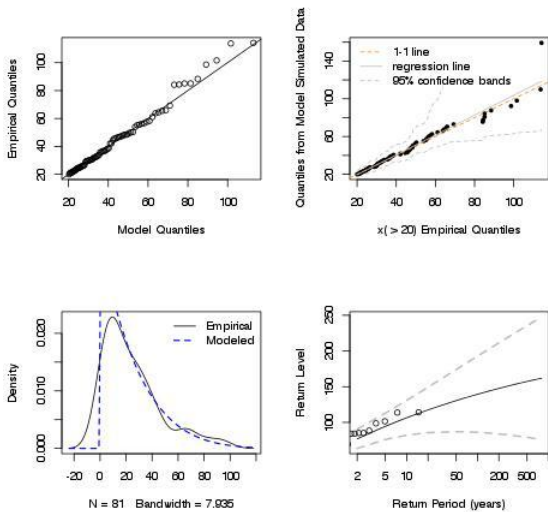 Empirical Quantiles
20 40 60 80 100
20 40 60 80 100
Model Quantiles
Quantiles from Model Simulated Data
20 60 100 140
1-1 line
regression line
95% confidence bands
20 40 60 80 100
x( > 20) Empirical Quantiles
Density
0.000 0.010 0.020
Empirical
Modeled
-20 0 20 40 60 80 100
N = 81 Bandwidth = 7.935
Return Level
100 150 200 250
2 5 10 50 200 500
Return Period (years)